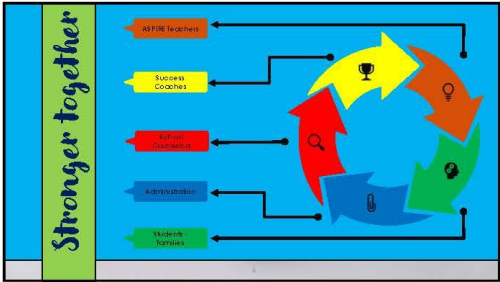 Stronger together
ASPIRE Teachers
Success
Coaches
School
Counselors
Administration
Students -
Families